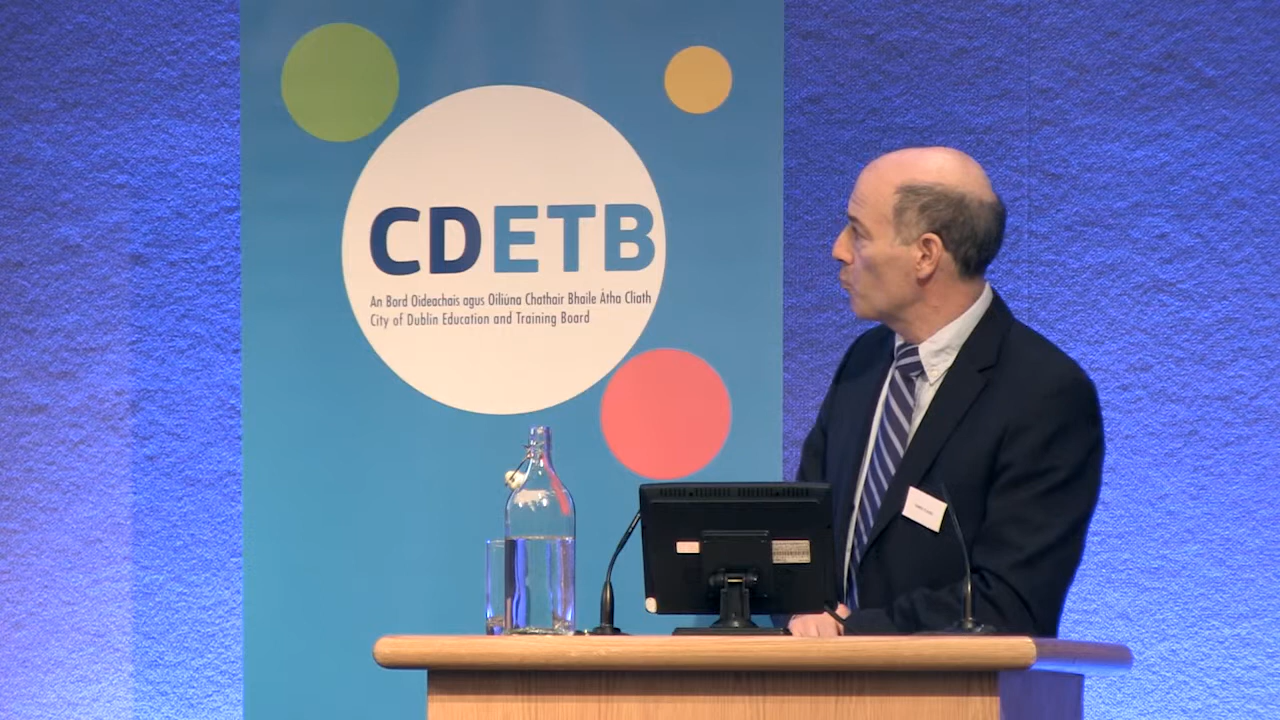 CDETB
An Bord Oideachais agus Oiliúna Chathair Bhaile Átha Cliath
City of Dublin Education and Training Board